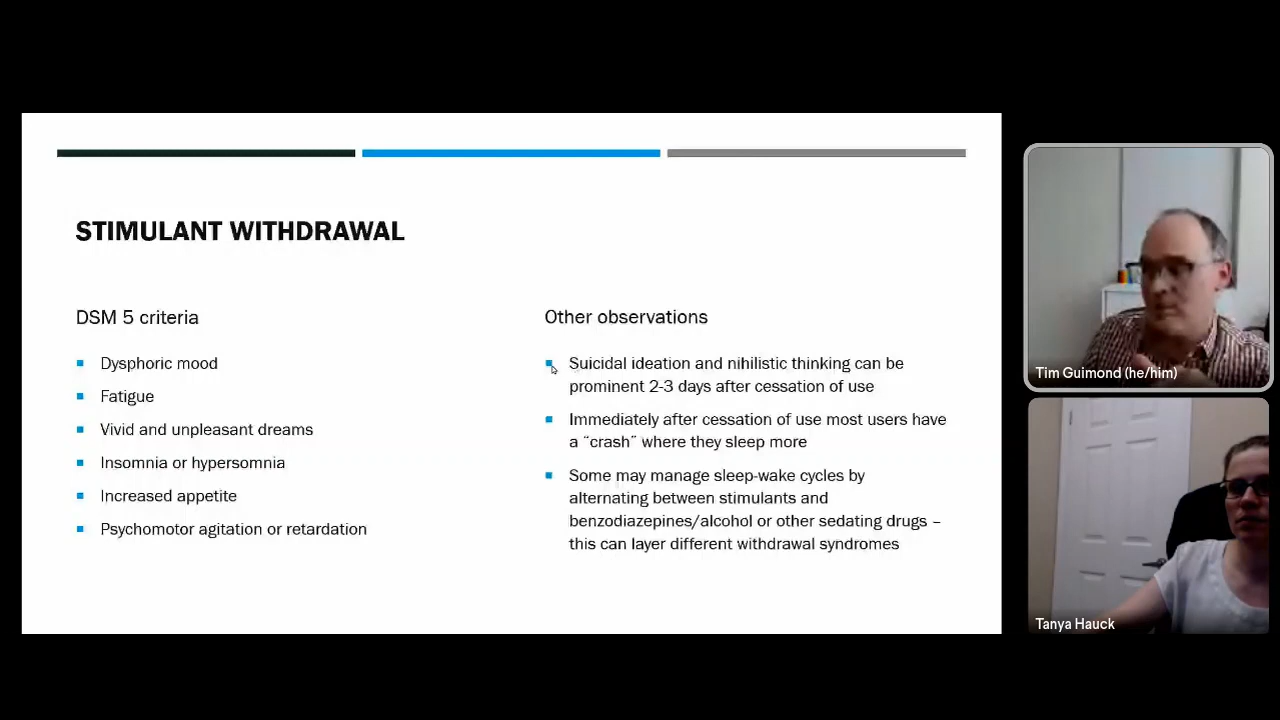 STIMULANT WITHDRAWAL
DSM 5 criteria
Dysphoric mood
Fatigue
Vivid and unpleasant dreams
Insomnia or hypersomnia
Increased appetite
Psychomotor agitation or retardation
Other observations
Suicidal ideation and nihilistic thinking can be
prominent 2-3 days after cessation of use
Immediately after cessation of use most users have
a “crash” where they sleep more
Some may manage sleep-wake cycles by
alternating between stimulants and
benzodiazepines/alcohol or other sedating drugs –
this can layer different withdrawal syndromes
Tim Guimond (he/him)
Tanya Hauck